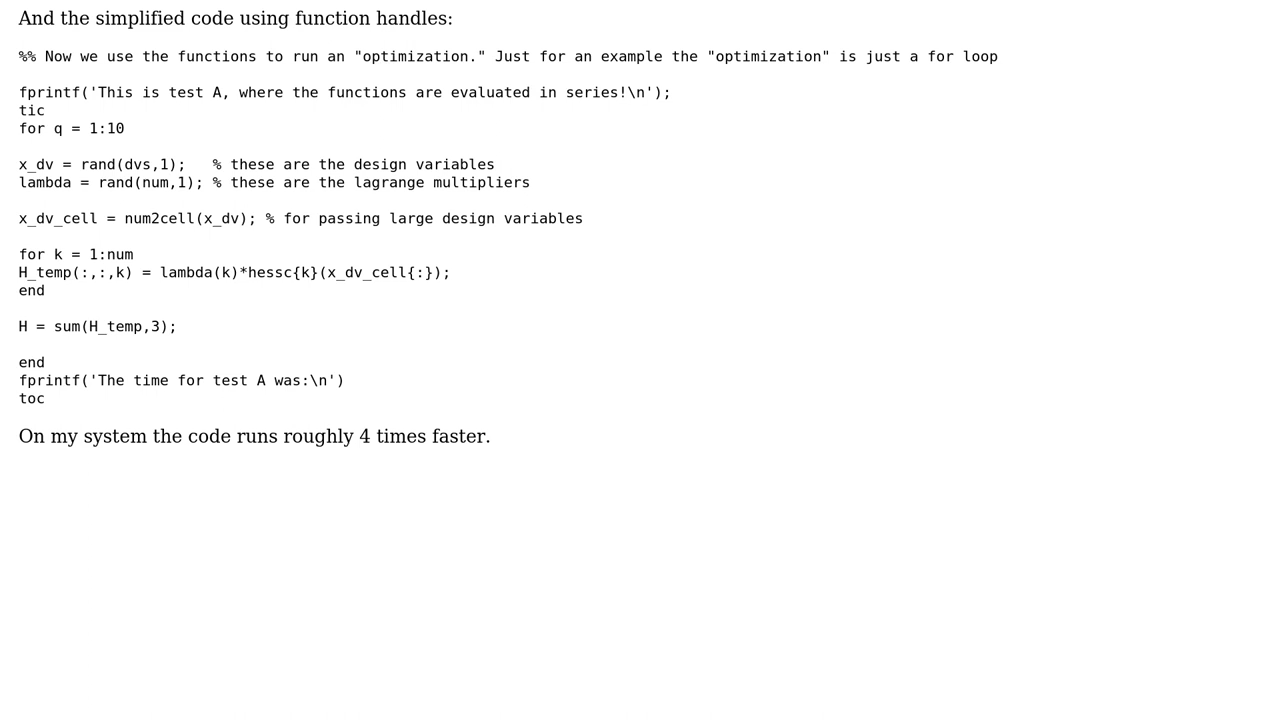 And the simplified code using function handles:
%% Now we use the functions to run an "optimization." Just for an example the "optimization" is just a for loop
fprintf('This is test A, where the functions are evaluated in series!\n');
tic
for q = 1:10
x_dv = rand(dvs,1);   % these are the design variables
lambda = rand(num,1); % these are the lagrange multipliers
x_dv_cell = num2cell(x_dv); % for passing large design variables
for k = 1:num
H_temp(:,:,k) = lambda(k)*hessc{k}(x_dv_cell{:});
end
H = sum(H_temp,3);
end
fprintf('The time for test A was:\n')
toc
On my system the code runs roughly 4 times faster.